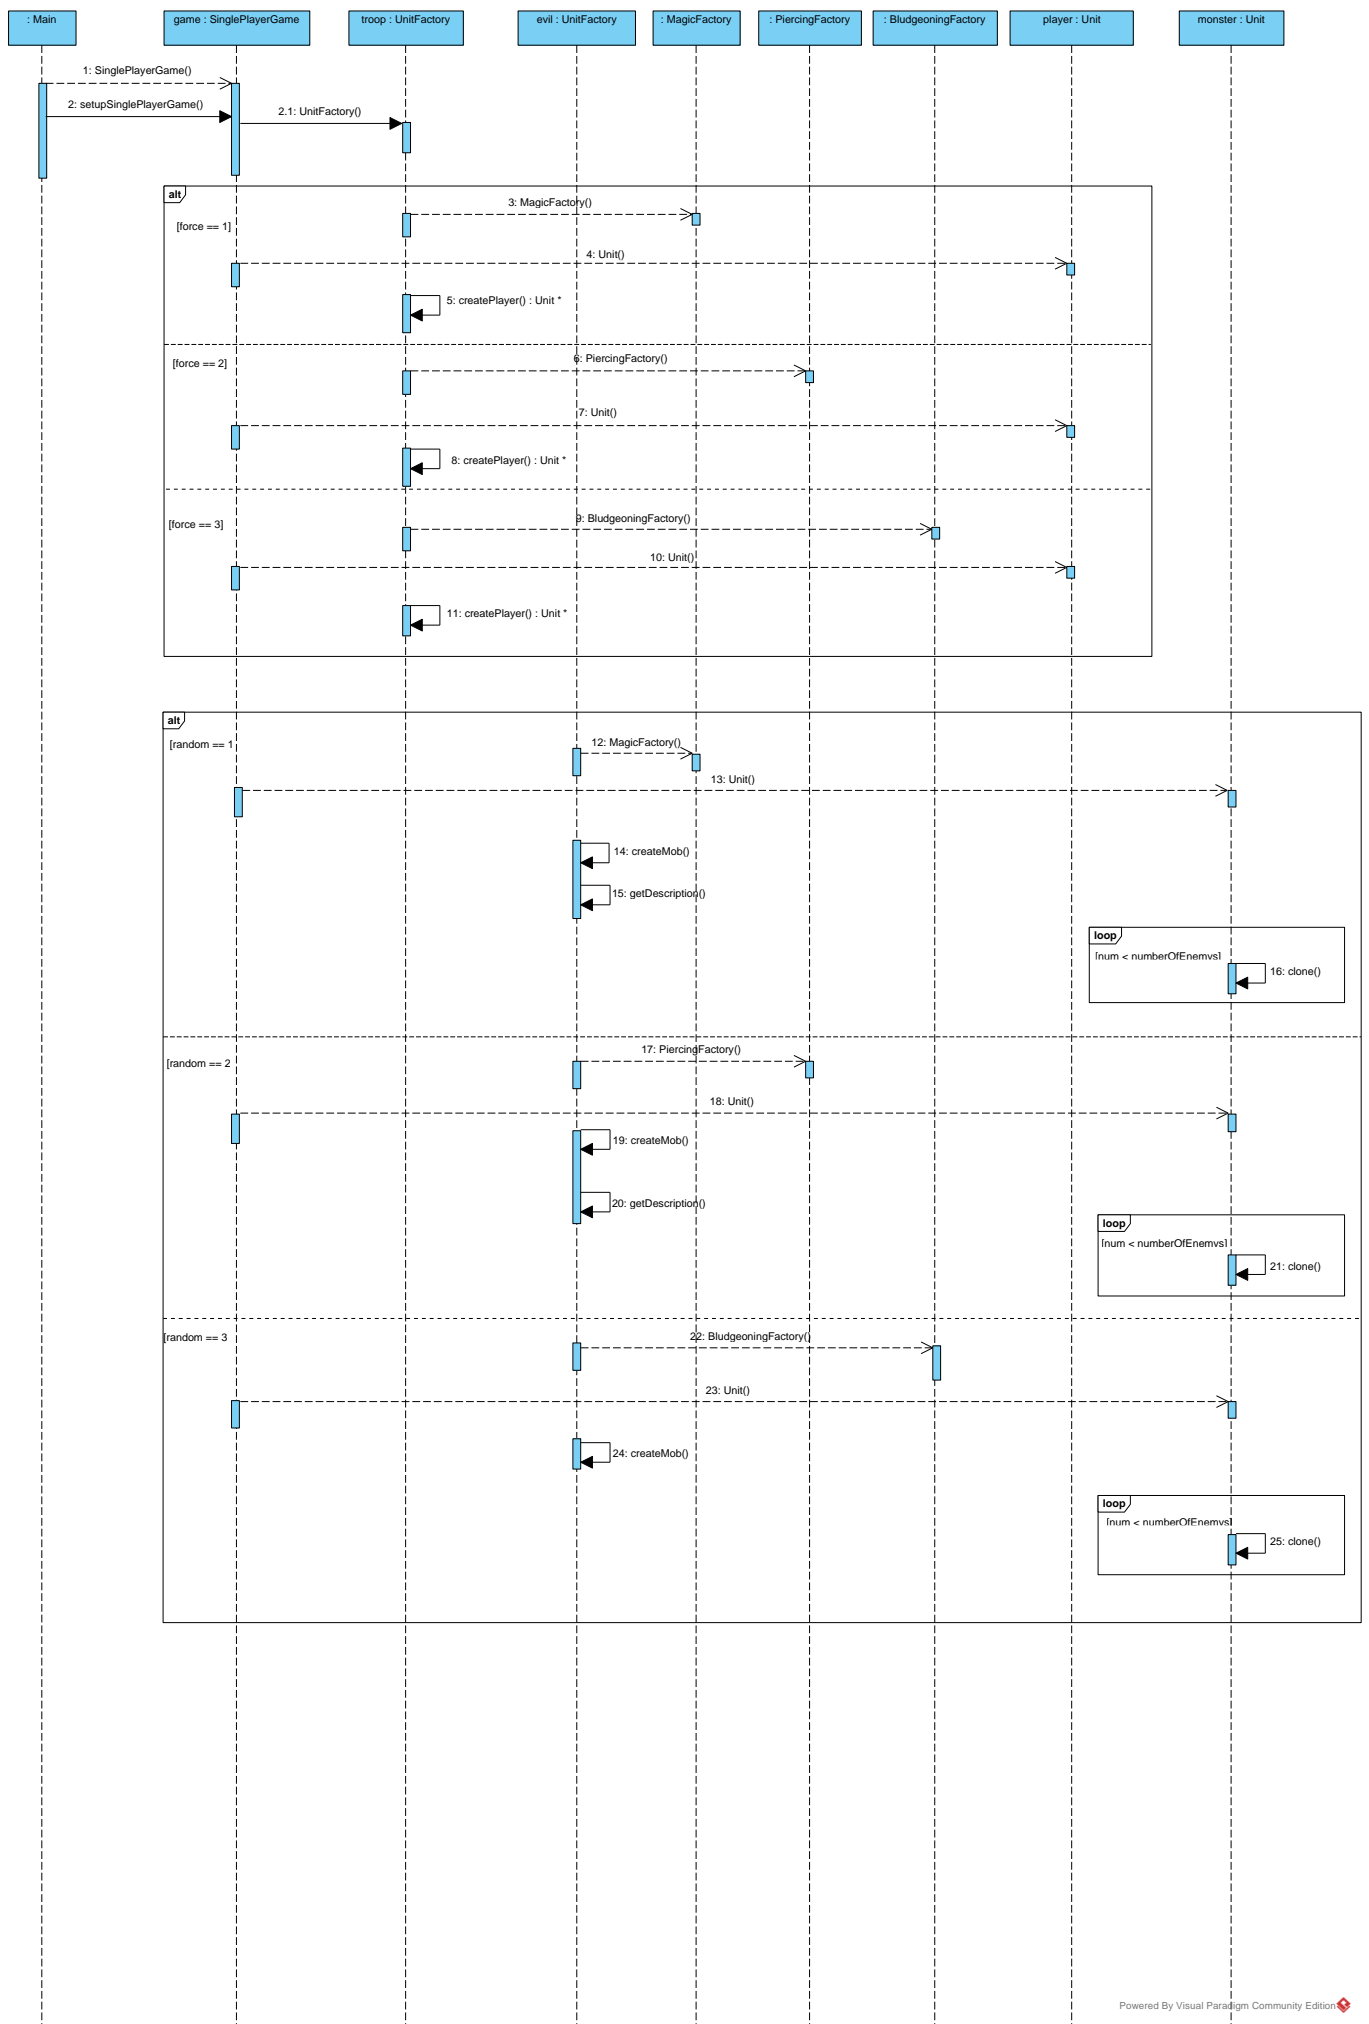 : Main
game : SinglePlayerGame
troop : UnitFactory
evil : UnitFactory
: MagicFactory
: PiercingFactory
: BludgeoningFactory
player : Unit
monster : Unit
1: SinglePlayerGame()
2: setupSinglePlayerGame()
2.1: UnitFactory()
alt
[force == 1]
3: MagicFactory()
4: Unit()
5: createPlayer() : Unit *
[force == 2]
6: PiercingFactory()
7: Unit()
8: createPlayer() : Unit *
[force == 3]
9: BludgeoningFactory()
10: Unit()
11: createPlayer() : Unit *
alt
[random == 1
12: MagicFactory()
13: Unit()
14: createMob()
15: getDescription()
loop
[num < numberOfEnemys]
16: clone()
[random == 2
17: PiercingFactory()
18: Unit()
19: createMob()
20: getDescription()
loop
[num < numberOfEnemys]
21: clone()
[random == 3
22: BludgeoningFactory()
23: Unit()
24: createMob()
loop
[num < numberOfEnemys]
25: clone()
Powered By Visual Paradigm Community Edition